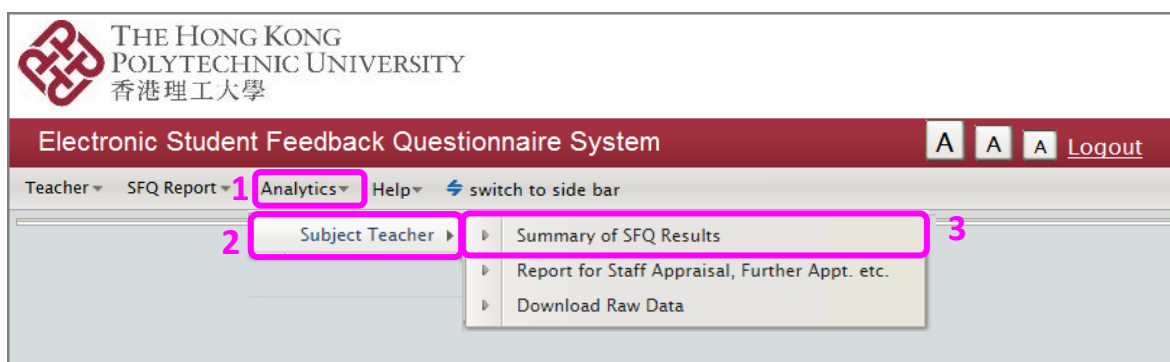 THE HONG KONG
POLYTECHNIC UNIVERSITY
香港理工大學
Electronic Student Feedback Questionnaire System
A A A Logout
Teacher SFQ Report 1 Analytics Help switch to side bar
2 Subject Teacher Summary of SFQ Results 3
Report for Staff Appraisal, Further Appt. etc.
Download Raw Data